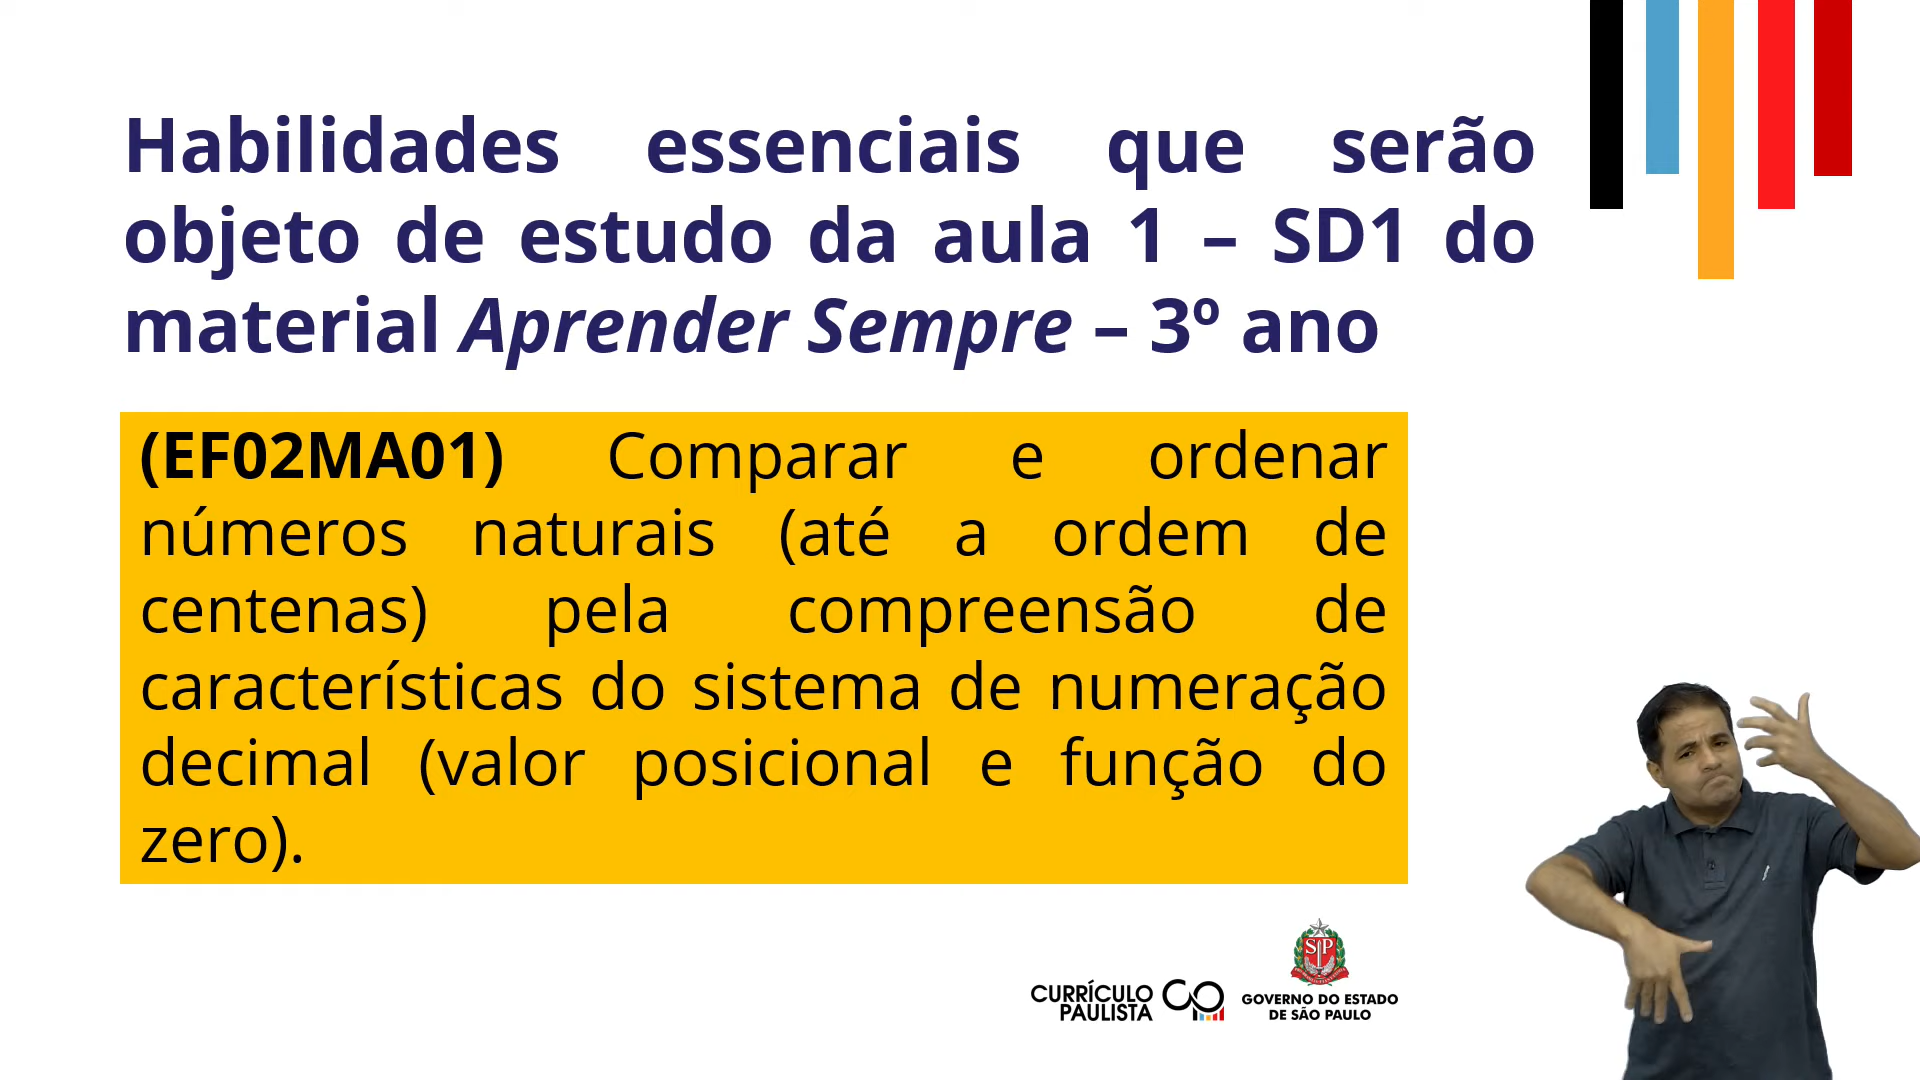 Habilidades essenciais que serão
objeto de estudo da aula 1 – SD1 do
material Aprender Sempre – 3º ano
(EF02MA01) Comparar e ordenar
números naturais (até a ordem de
centenas) pela compreensão de
características do sistema de numeração
decimal (valor posicional e função do
zero).
CURRÍCULO
PAULISTA
SP
GOVERNO DO ESTADO
DE SÃO PAULO